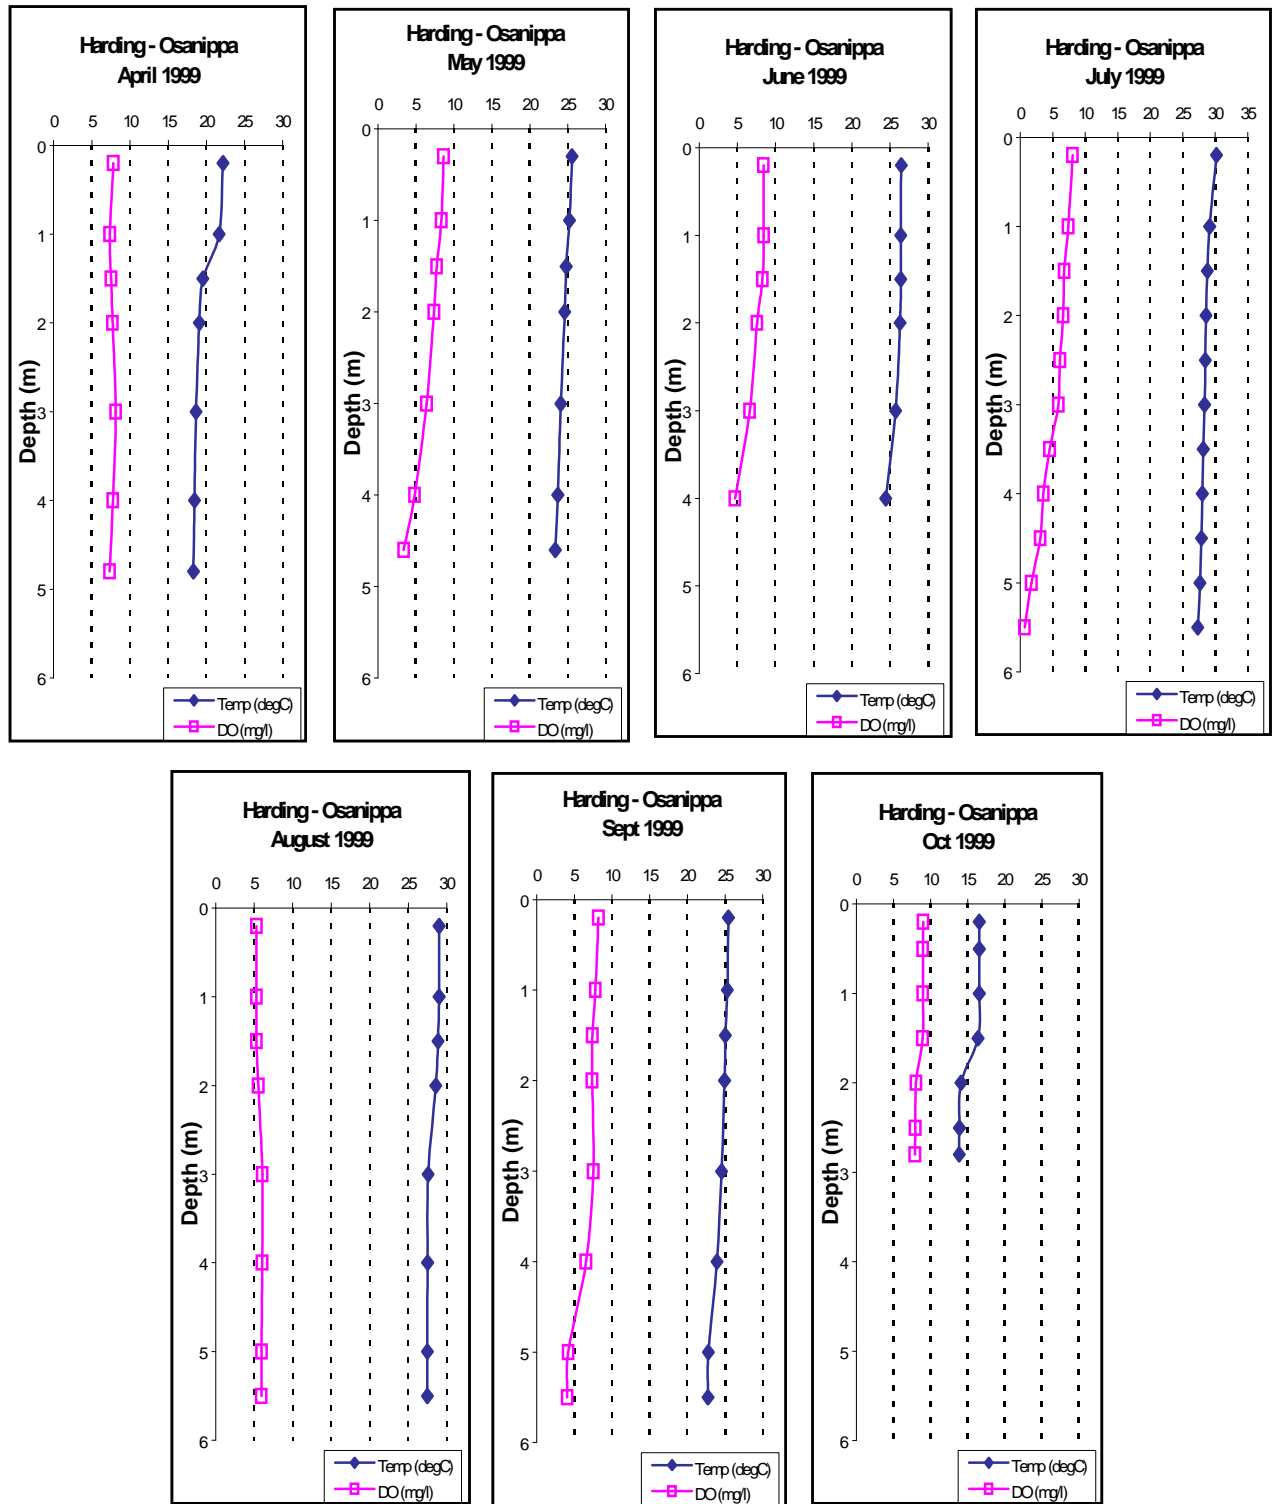 Harding - Osanippa
April 1999
0 5 10 15 20 25 30
0
1
2
3
4
5
6
Depth (m)
Temp (degC)
DO (mg/l)
Harding - Osanippa
May 1999
0 5 10 15 20 25 30
0
1
2
3
4
5
6
Depth (m)
Temp (degC)
DO (mg/l)
Harding - Osanippa
June 1999
0 5 10 15 20 25 30
0
1
2
3
4
5
6
Depth (m)
Temp (degC)
DO (mg/l)
Harding - Osanippa
July 1999
0 5 10 15 20 25 30 35
0
1
2
3
4
5
6
Depth (m)
Temp (degC)
DO (mg/l)
Harding - Osanippa
August 1999
0 5 10 15 20 25 30
0
1
2
3
4
5
6
Depth (m)
Temp (degC)
DO (mg/l)
Harding - Osanippa
Sept 1999
0 5 10 15 20 25 30
0
1
2
3
4
5
6
Depth (m)
Temp (degC)
DO (mg/l)
Harding - Osanippa
Oct 1999
0 5 10 15 20 25 30
0
1
2
3
4
5
6
Depth (m)
Temp (degC)
DO (mg/l)